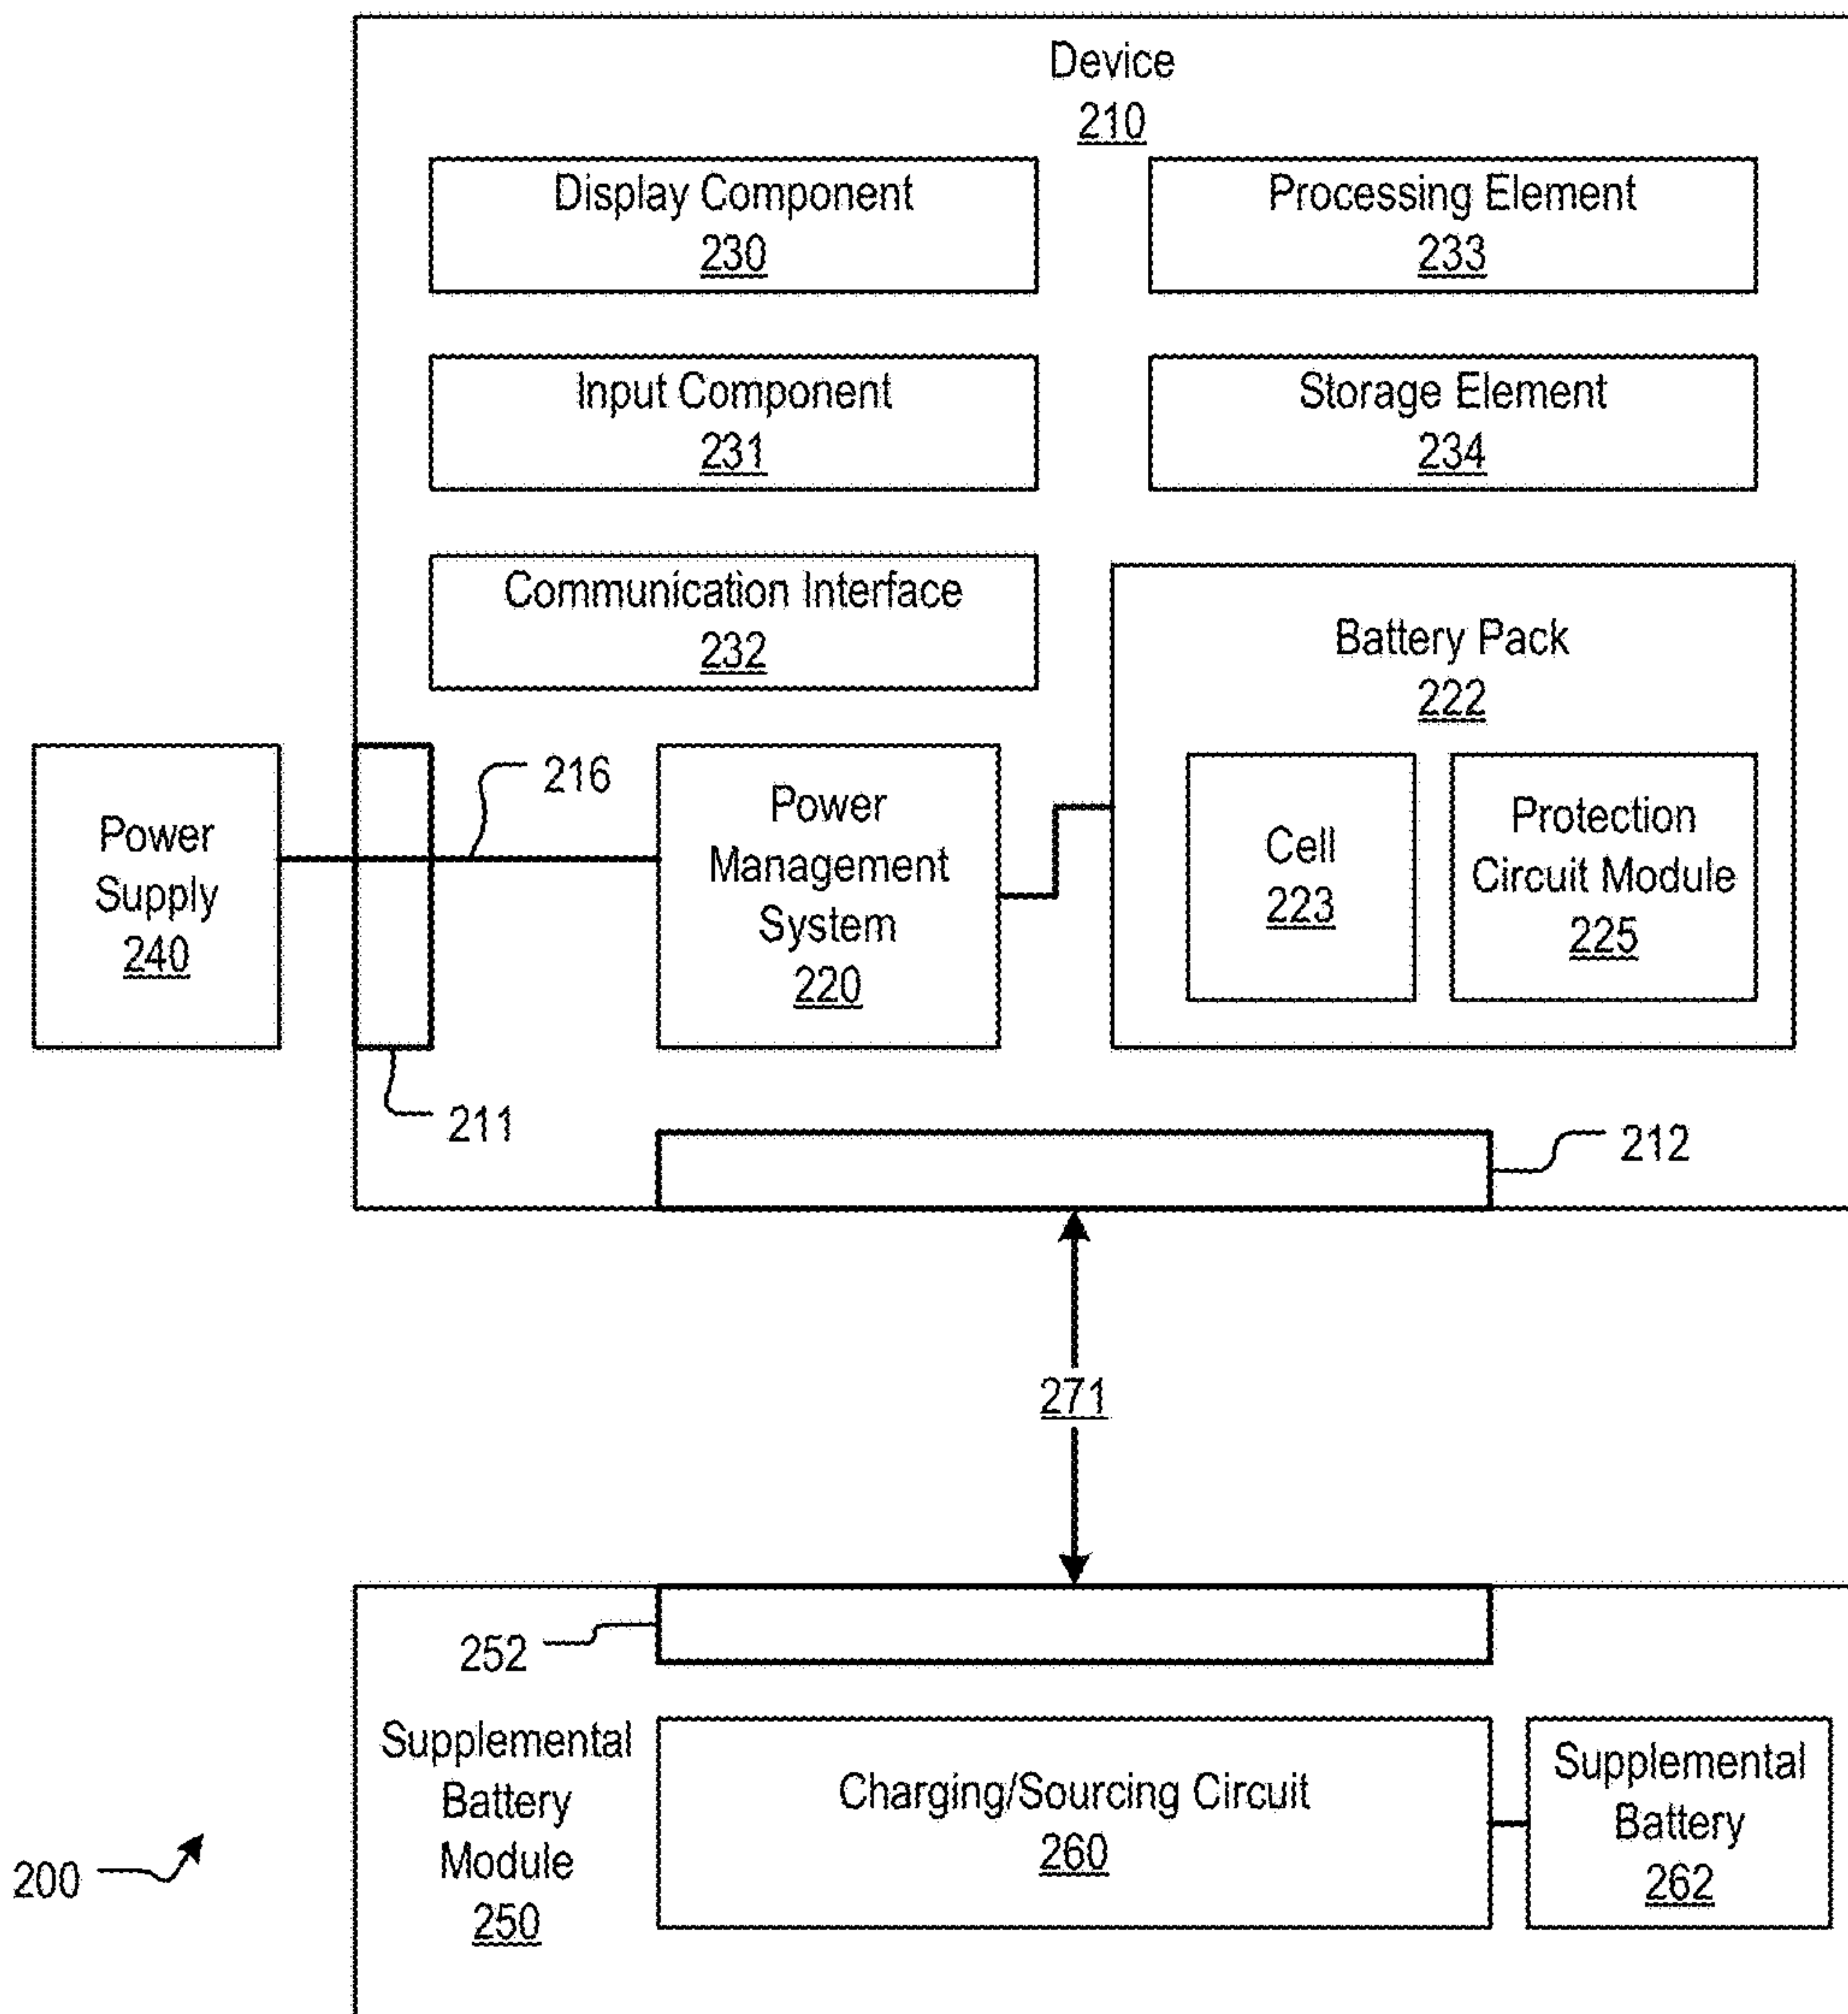 Device
210
Display Component
230
Processing Element
233
Input Component
231
Storage Element
234
Communication Interface
232
Battery Pack
222
Cell
223
Protection
Circuit Module
225
Power
Supply
240
216
Power
Management
System
220
211
212
271
252
Supplemental
Battery
Module
250
Charging/Sourcing Circuit
260
Supplemental
Battery
262
200